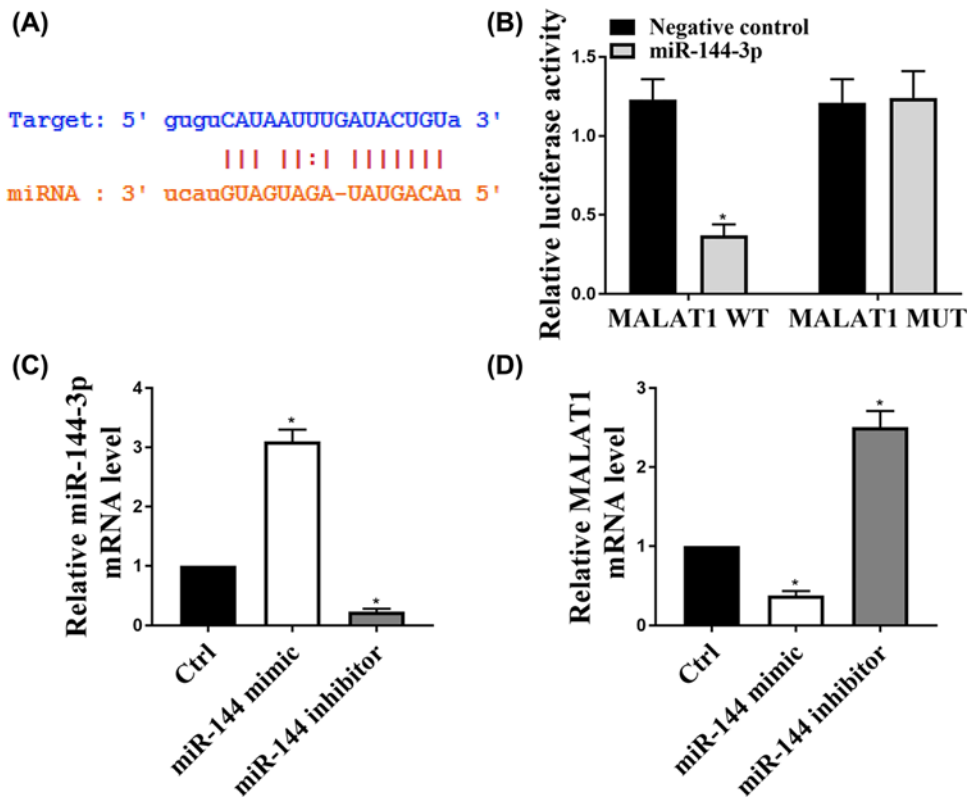 (A)
Target: 5' guguCAUAAUUUGAUACUGUa 3'
||| ||:| |||||||
miRNA : 3' ucauGUAGUAGA-UAUGACAu 5'
(B)
Negative control
miR-144-3p
Relative luciferase activity
1.5
1.0
0.5
0.0
*
MALAT1 WT
MALAT1 MUT
(C)
Relative miR-144-3p
mRNA level
4
3
2
1
0
*
*
Ctrl
miR-144 mimic
miR-144 inhibitor
(D)
Relative MALAT1
mRNA level
3
2
1
0
*
*
Ctrl
miR-144 mimic
miR-144 inhibitor